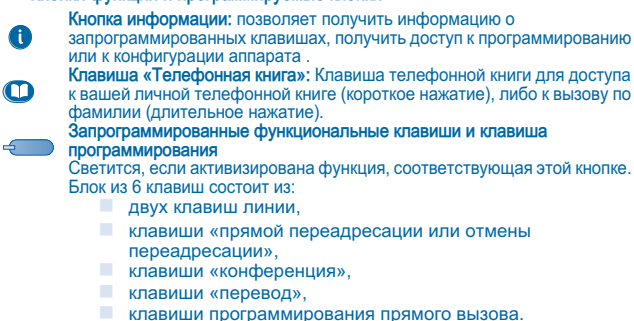 Кнопка информации: позволяет получить информацию о
запрограммированных клавишах, получить доступ к программированию
или к конфигурации аппарата .
Клавиша «Телефонная книга»: Клавиша телефонной книги для доступа
к вашей личной телефонной книге (короткое нажатие), либо к вызову по
фамилии (длительное нажатие).
Запрограммированные функциональные клавиши и клавиша
программирования
Светится, если активизирована функция, соответствующая этой кнопке.
Блок из 6 клавиш состоит из:
двух клавиш линии,
клавиши «прямой переадресации или отмены
переадресации»,
клавиши «конференция»,
клавиши «перевод»,
клавиши программирования прямого вызова.